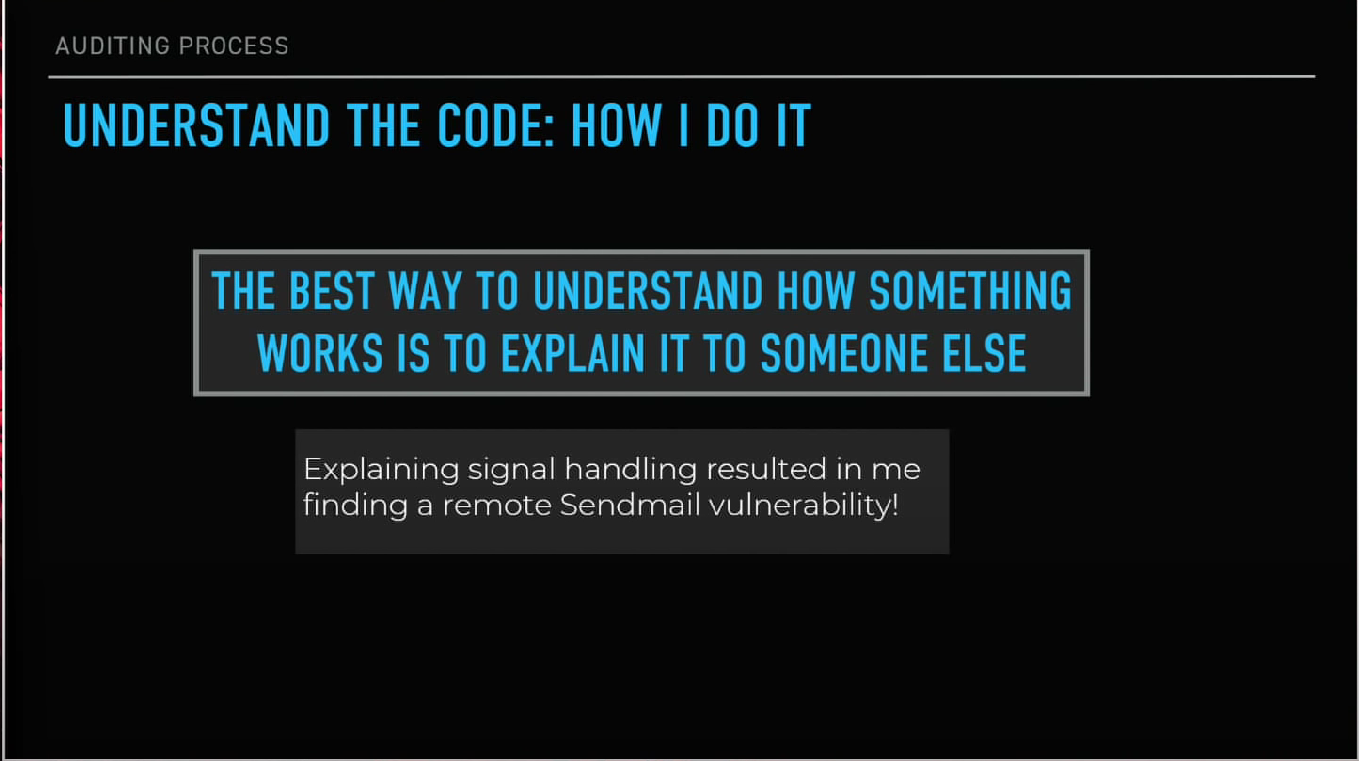 AUDITING PROCESS
UNDERSTAND THE CODE: HOW I DO IT
THE BEST WAY TO UNDERSTAND HOW SOMETHING
WORKS IS TO EXPLAIN IT TO SOMEONE ELSE
Explaining signal handling resulted in me
finding a remote Sendmail vulnerability!